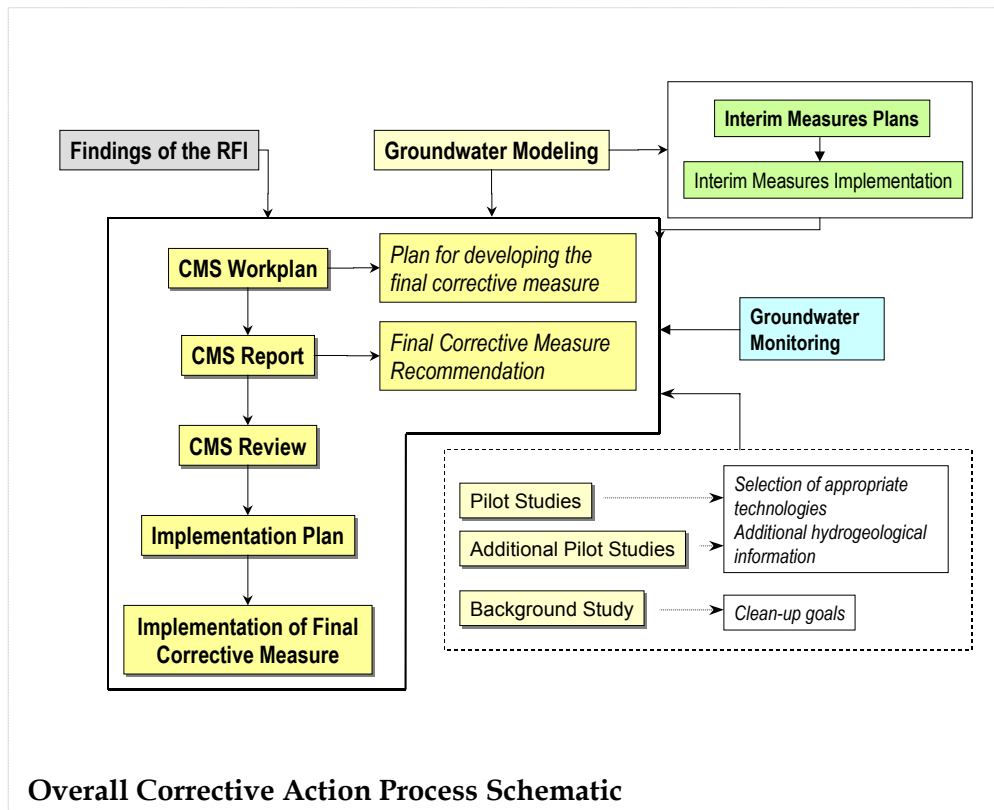 Interim Measures Plans
Findings of the RFI
Groundwater Modeling
Interim Measures Implementation
CMS Workplan
Plan for developing the
final corrective measure
Groundwater
Monitoring
CMS Report
Final Corrective Measure
Recommendation
CMS Review
Pilot Studies
Selection of appropriate
technologies
Additional hydrogeological
information
Additional Pilot Studies
Implementation Plan
Background Study
Clean-up goals
Implementation of Final
Corrective Measure
Overall Corrective Action Process Schematic